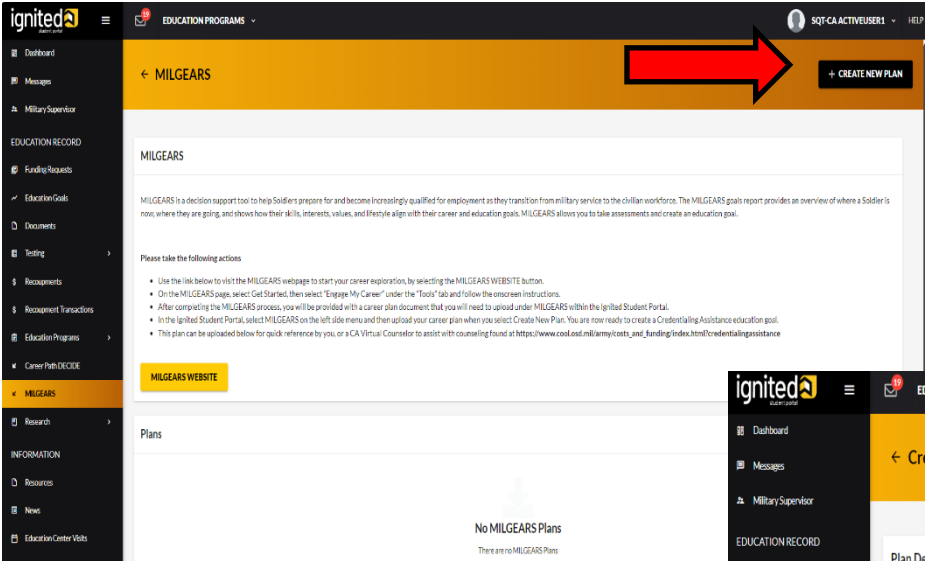 ignited
student portal
19
EDUCATION PROGRAMS
SQT-CA ACTIVEUSER1
HELP
Dashboard
Messages
Military Supervisor
EDUCATION RECORD
Funding Requests
Education Goals
Documents
Testing
Recoupments
Recoupment Transactions
Education Programs
Career Path DECIDE
MILGEARS
Research
INFORMATION
Resources
News
Education Center Visits
← MILGEARS
+ CREATE NEW PLAN
MILGEARS
MILGEARS is a decision support tool to help Soldiers prepare for and become increasingly qualified for employment as they transition from military service to the civilian workforce. The MILGEARS goals report provides an overview of where a Soldier is
now, where they are going, and shows how their skills, interests, values, and lifestyle align with their career and education goals. MILGEARS allows you to take assessments and create an education goal.
Please take the following actions
• Use the link below to visit the MILGEARS webpage to start your career exploration, by selecting the MILGEARS WEBSITE button.
• On the MILGEARS page, select Get Started, then select "Engage My Career" under the "Tools" tab and follow the onscreen instructions.
• After completing the MILGEARS process, you will be provided with a career plan document that you will need to upload under MILGEARS within the Ignited Student Portal.
• In the Ignited Student Portal, select MILGEARS on the left side menu and then upload your career plan when you select Create New Plan. You are now ready to create a Credentialing Assistance education goal.
• This plan can be uploaded below for quick reference by you, or a CA Virtual Counselor to assist with counseling found at https://www.cool.osd.mil/army/costs_and_funding/index.html?credentialingassistance
MILGEARS WEBSITE
Plans
No MILGEARS Plans
There are no MILGEARS Plans
ignited
student portal
19
ED
Dashboard
Messages
Military Supervisor
EDUCATION RECORD
← Cre
Plan De